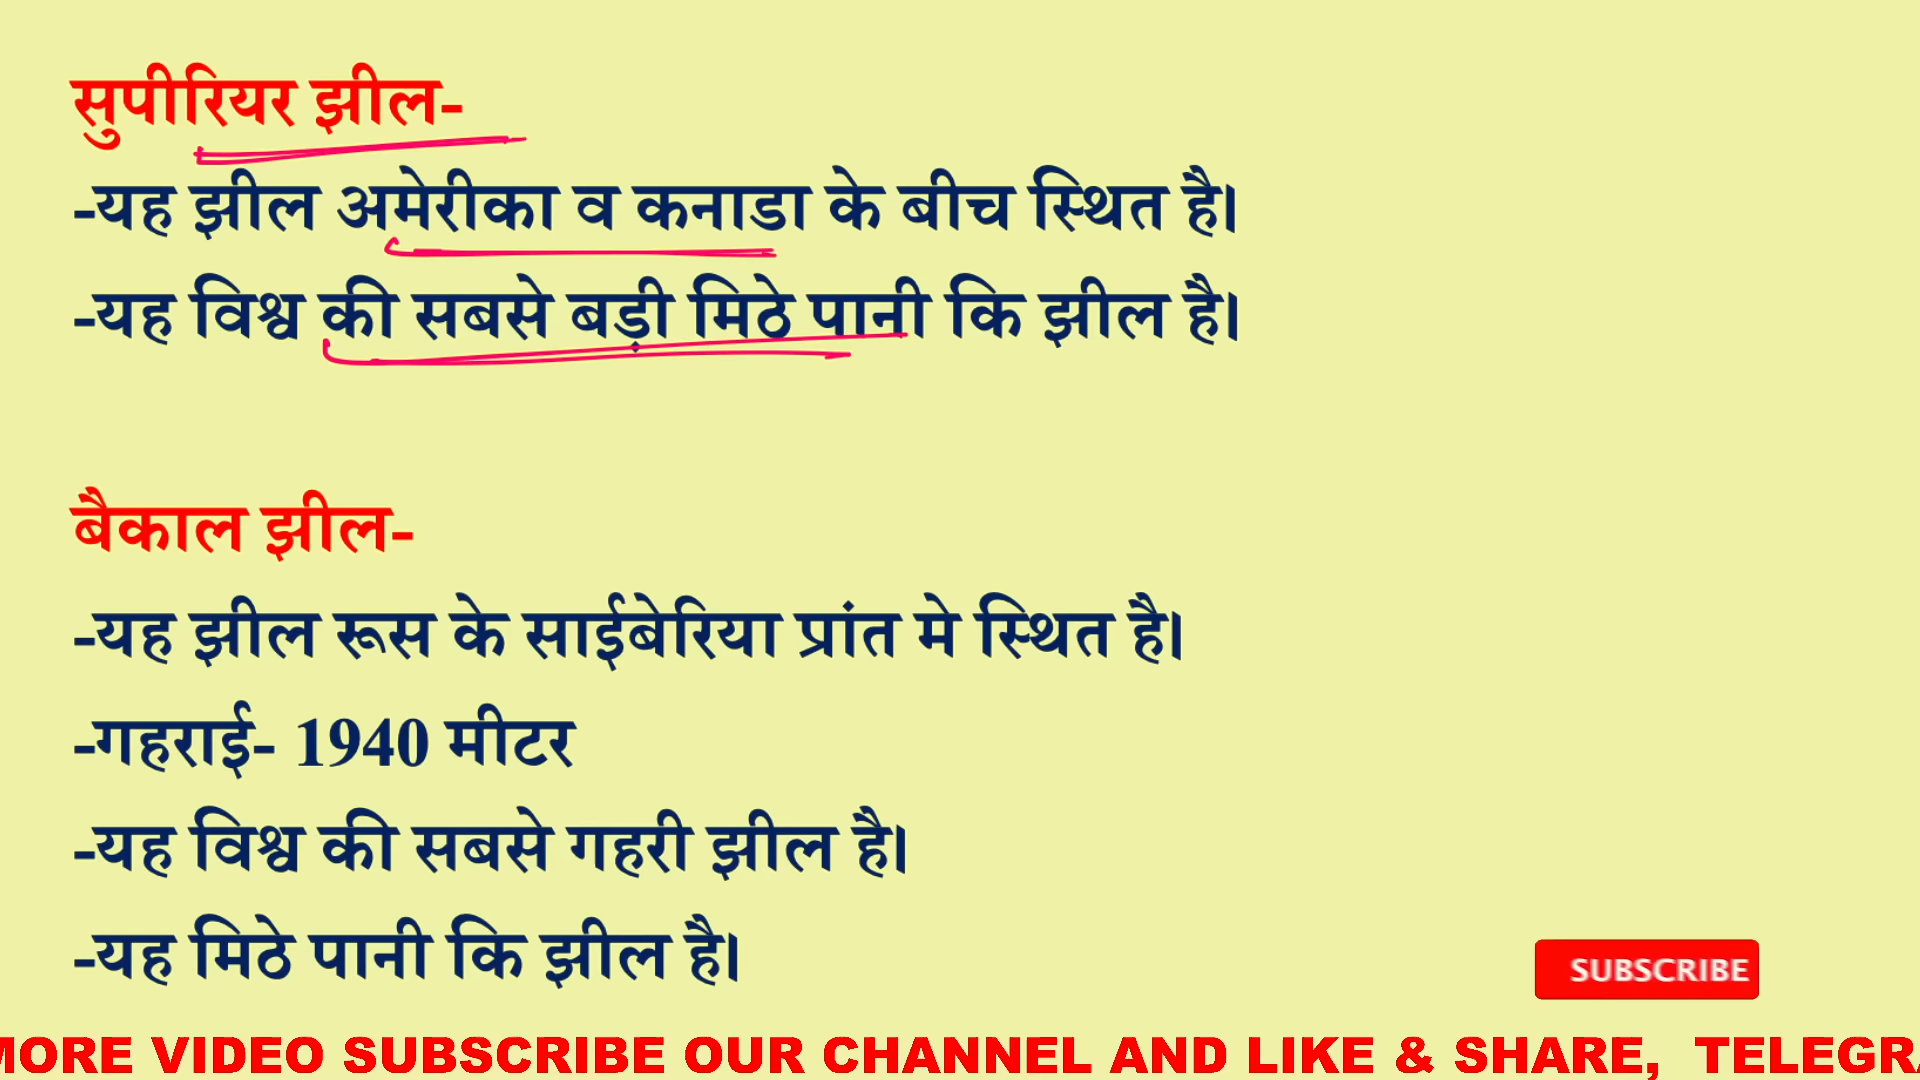 सुपीरियर झील-
-यह झील अमेरीका व कनाडा के बीच स्थित है।
-यह विश्व की सबसे बड़ी मिठे पानी कि झील है।
बैकाल झील-
-यह झील रूस के साईबेरिया प्रांत मे स्थित है।
-गहराई- 1940 मीटर
-यह विश्व की सबसे गहरी झील है।
-यह मिठे पानी कि झील है।
SUBSCRIBE
MORE VIDEO SUBSCRIBE OUR CHANNEL AND LIKE & SHARE, TELEGRA